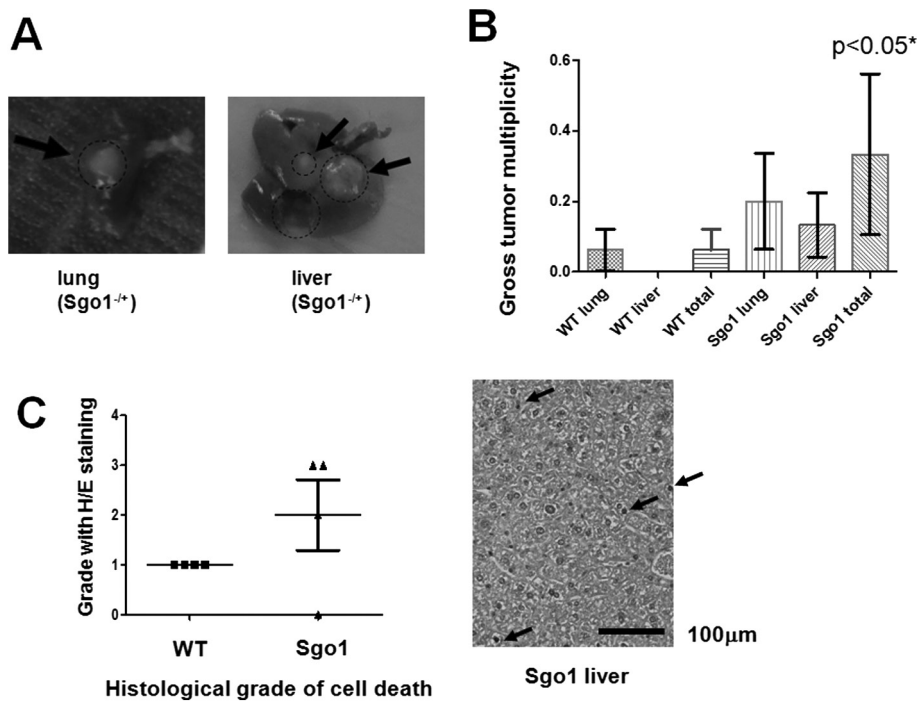 A
lung
(Sgo1-/+)
liver
(Sgo1-/+)
B
p<0.05*
Gross tumor multiplicity
0.6
0.4
0.2
0.0
WT lung
WT liver
WT total
Sgo1 lung
Sgo1 liver
Sgo1 total
C
Grade with H/E staining
4
3
2
1
0
WT
Sgo1
Histological grade of cell death
100µm
Sgo1 liver